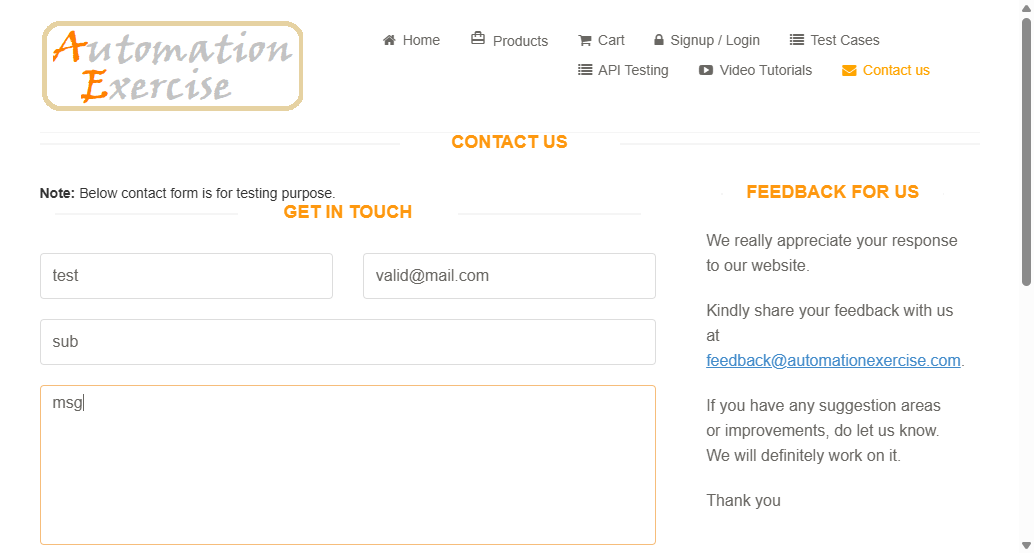 Automation
Exercise
Home Products Cart Signup / Login Test Cases
API Testing Video Tutorials Contact us
CONTACT US
Note: Below contact form is for testing purpose.
GET IN TOUCH
test valid@mail.com
sub
msg
FEEDBACK FOR US
We really appreciate your response
to our website.
Kindly share your feedback with us
at
feedback@automationexercise.com.
If you have any suggestion areas
or improvements, do let us know.
We will definitely work on it.
Thank you